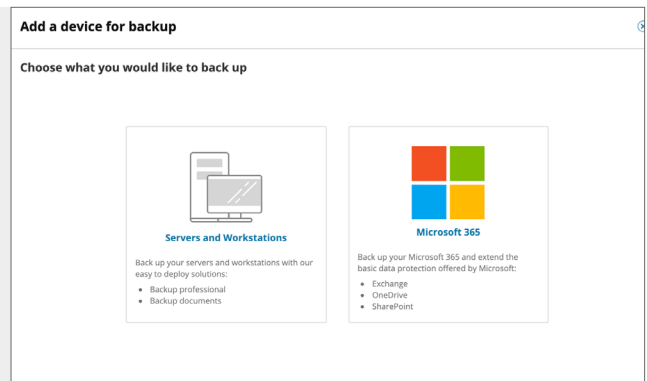 Add a device for backup
Choose what you would like to back up
Servers and Workstations
Back up your servers and workstations with our
easy to deploy solutions:
• Backup professional
• Backup documents
Microsoft 365
Back up your Microsoft 365 and extend the
basic data protection offered by Microsoft:
• Exchange
• OneDrive
• SharePoint